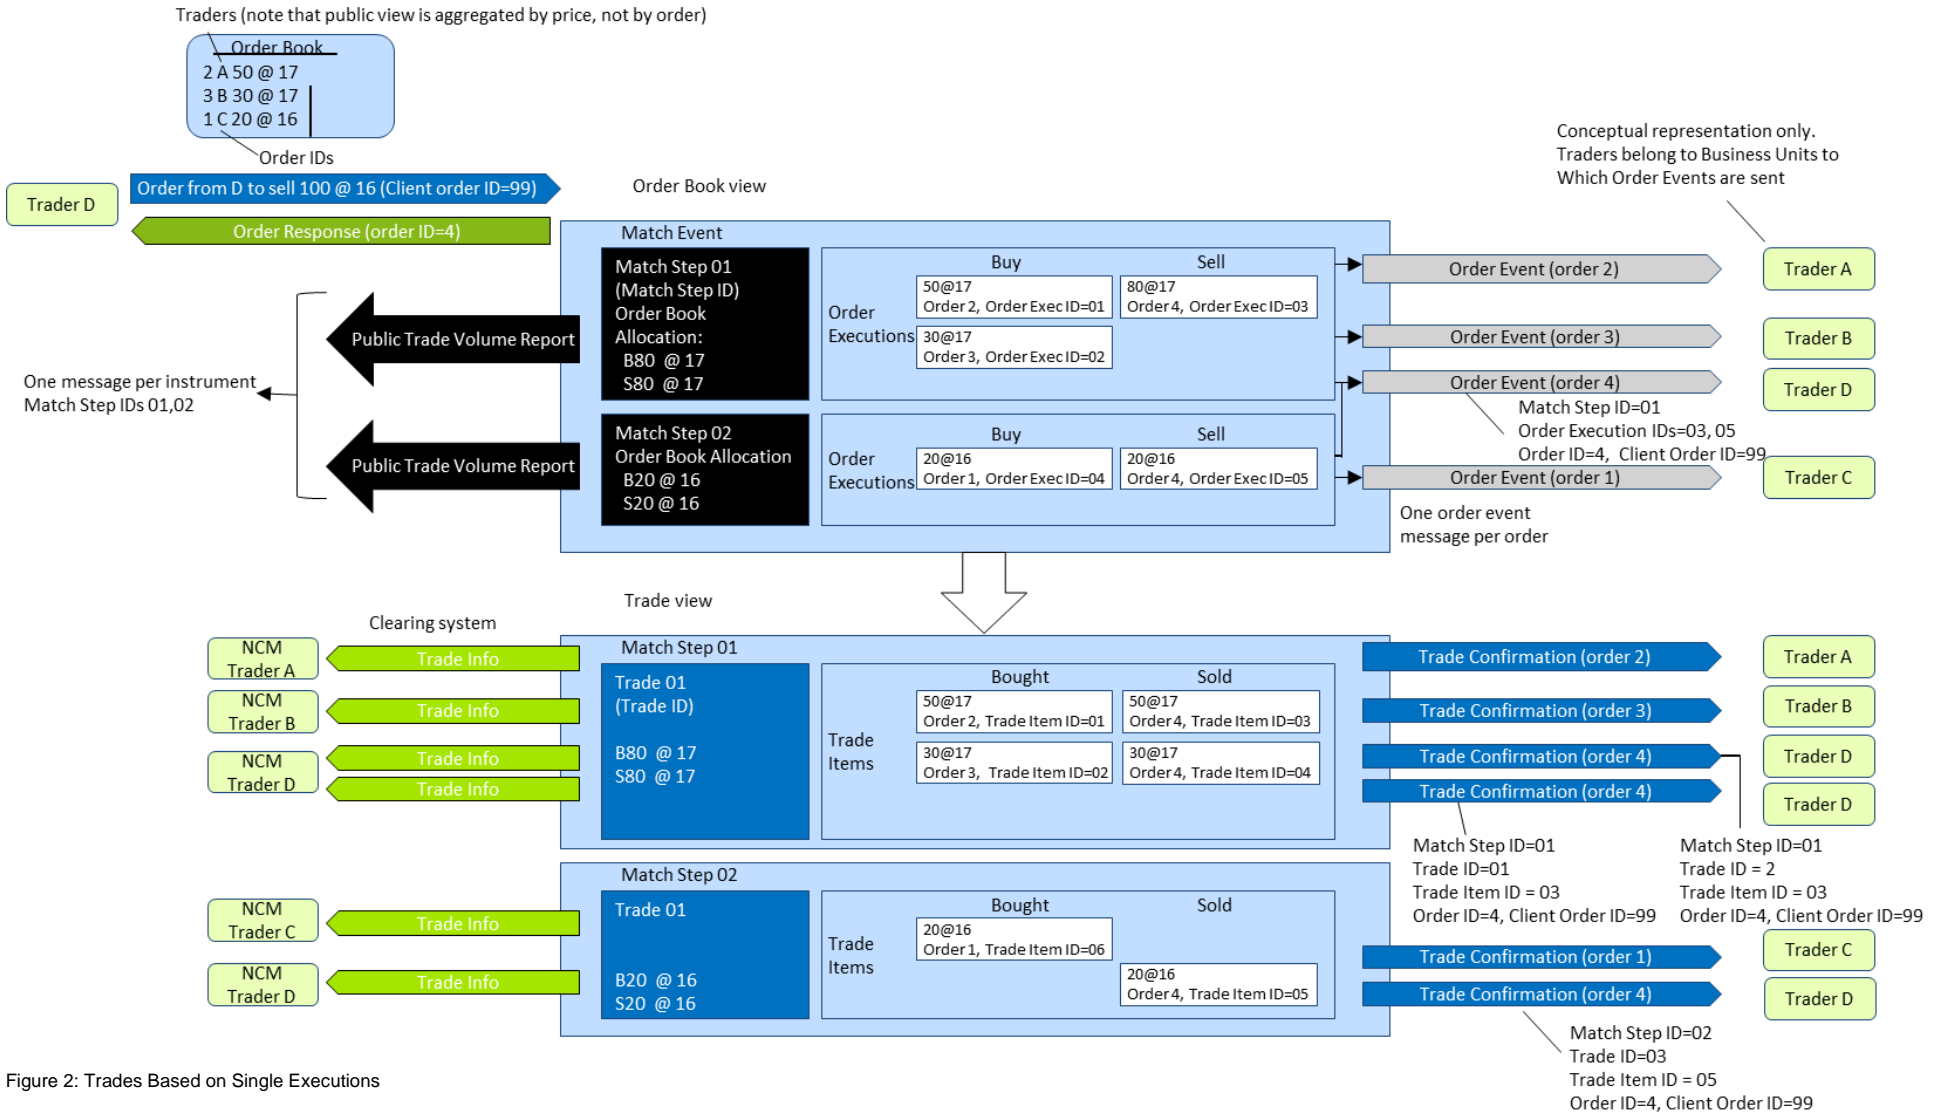 Traders (note that public view is aggregated by price, not by order)
Order Book
2 A 50 @ 17
3 B 30 @ 17
1 C 20 @ 16
Order IDs
Trader D
Order from D to sell 100 @ 16 (Client order ID=99)
Order Response (order ID=4)
Order Book view
Conceptual representation only.
Traders belong to Business Units to
Which Order Events are sent
Match Event
Match Step 01
(Match Step ID)
Order Book
Allocation:
B80 @ 17
S80 @ 17
Order
Executions
Buy
Sell
50@17
Order 2, Order Exec ID=01
80@17
Order 4, Order Exec ID=03
30@17
Order 3, Order Exec ID=02
Order Event (order 2)
Trader A
Order Event (order 3)
Trader B
Order Event (order 4)
Trader D
Match Step ID=01
Order Execution IDs=03, 05
Order ID=4, Client Order ID=99
Order Event (order 1)
Trader C
One order event
message per order
Public Trade Volume Report
One message per instrument
Match Step IDs 01,02
Public Trade Volume Report
Match Step 02
Order Book Allocation
B20 @ 16
S20 @ 16
Order
Executions
Buy
Sell
20@16
Order 1, Order Exec ID=04
20@16
Order 4, Order Exec ID=05
Trade view
Clearing system
NCM
Trader A
Trade Info
NCM
Trader B
Trade Info
NCM
Trader D
Trade Info
Trade Info
Match Step 01
Trade 01
(Trade ID)
B80 @ 17
S80 @ 17
Trade
Items
Bought
Sold
50@17
Order 2, Trade Item ID=01
50@17
Order 4, Trade Item ID=03
30@17
Order 3, Trade Item ID=02
30@17
Order 4, Trade Item ID=04
Trade Confirmation (order 2)
Trader A
Trade Confirmation (order 3)
Trader B
Trade Confirmation (order 4)
Trader D
Trade Confirmation (order 4)
Trader D
Match Step ID=01
Trade ID=01
Trade Item ID = 03
Order ID=4, Client Order ID=99
Match Step ID=01
Trade ID = 2
Trade Item ID = 03
Order ID=4, Client Order ID=99
NCM
Trader C
Trade Info
NCM
Trader D
Trade Info
Match Step 02
Trade 01
B20 @ 16
S20 @ 16
Trade
Items
Bought
Sold
20@16
Order 1, Trade Item ID=06
20@16
Order 4, Trade Item ID=05
Trade Confirmation (order 1)
Trader C
Trade Confirmation (order 4)
Trader D
Match Step ID=02
Trade ID=03
Trade Item ID = 05
Order ID=4, Client Order ID=99
Figure 2: Trades Based on Single Executions